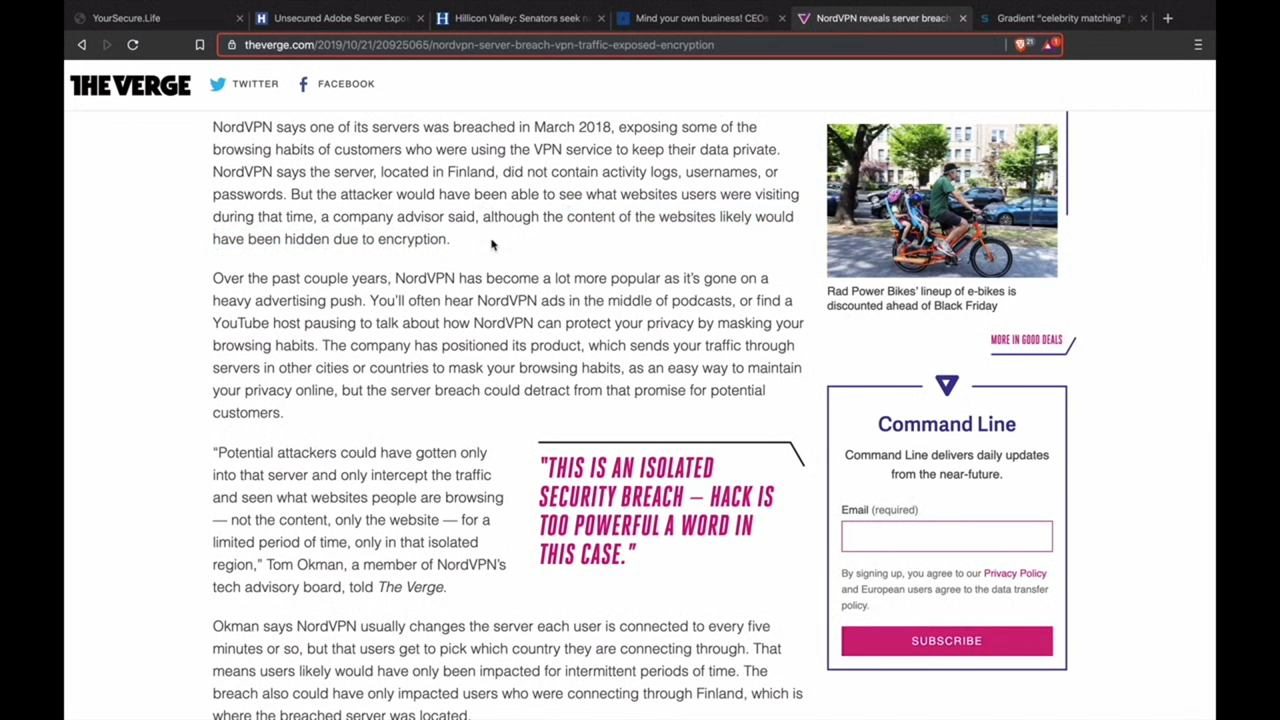 YourSecure.Life
Unsecured Adobe Server Expos
Hillicon Valley: Senators seek n
Mind your own business! CEOs
NordVPN reveals server breach
Gradient “celebrity matching” p
theverge.com/2019/10/21/20925065/nordvpn-server-breach-vpn-traffic-exposed-encryption
21
1
THE VERGE
TWITTER
FACEBOOK
NordVPN says one of its servers was breached in March 2018, exposing some of the
browsing habits of customers who were using the VPN service to keep their data private.
NordVPN says the server, located in Finland, did not contain activity logs, usernames, or
passwords. But the attacker would have been able to see what websites users were visiting
during that time, a company advisor said, although the content of the websites likely would
have been hidden due to encryption.
Over the past couple years, NordVPN has become a lot more popular as it’s gone on a
heavy advertising push. You’ll often hear NordVPN ads in the middle of podcasts, or find a
YouTube host pausing to talk about how NordVPN can protect your privacy by masking your
browsing habits. The company has positioned its product, which sends your traffic through
servers in other cities or countries to mask your browsing habits, as an easy way to maintain
your privacy online, but the server breach could detract from that promise for potential
customers.
“Potential attackers could have gotten only
into that server and only intercept the traffic
and seen what websites people are browsing
— not the content, only the website — for a
limited period of time, only in that isolated
region,” Tom Okman, a member of NordVPN’s
tech advisory board, told The Verge.
"THIS IS AN ISOLATED
SECURITY BREACH — HACK IS
TOO POWERFUL A WORD IN
THIS CASE."
Okman says NordVPN usually changes the server each user is connected to every five
minutes or so, but that users get to pick which country they are connecting through. That
means users likely would have only been impacted for intermittent periods of time. The
breach also could have only impacted users who were connecting through Finland, which is
where the breached server was located.
Rad Power Bikes’ lineup of e-bikes is
discounted ahead of Black Friday
MORE IN GOOD DEALS
Command Line
Command Line delivers daily updates
from the near-future.
Email (required)
By signing up, you agree to our Privacy Policy
and European users agree to the data transfer
policy.
SUBSCRIBE